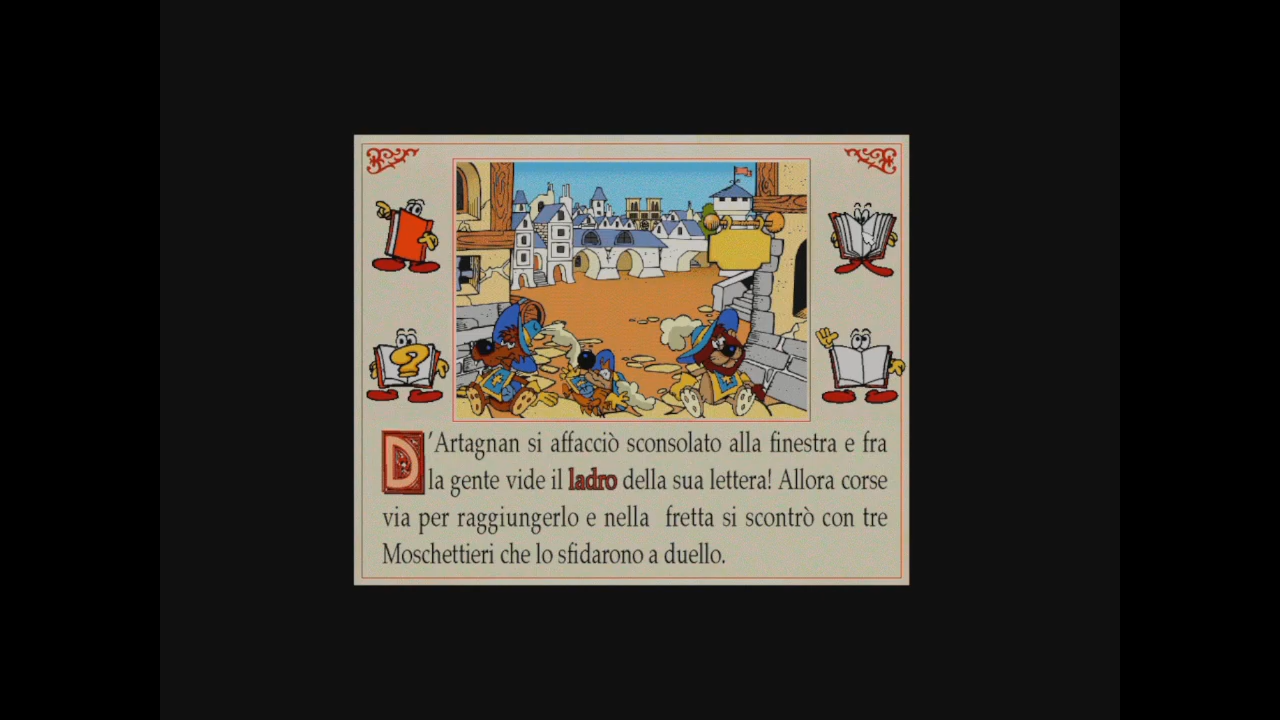 D'Artagnan si affacciò sconsolato alla finestra e fra
la gente vide il ladro della sua lettera! Allora corse
via per raggiungerlo e nella fretta si scontrò con tre
Moschettieri che lo sfidarono a duello.